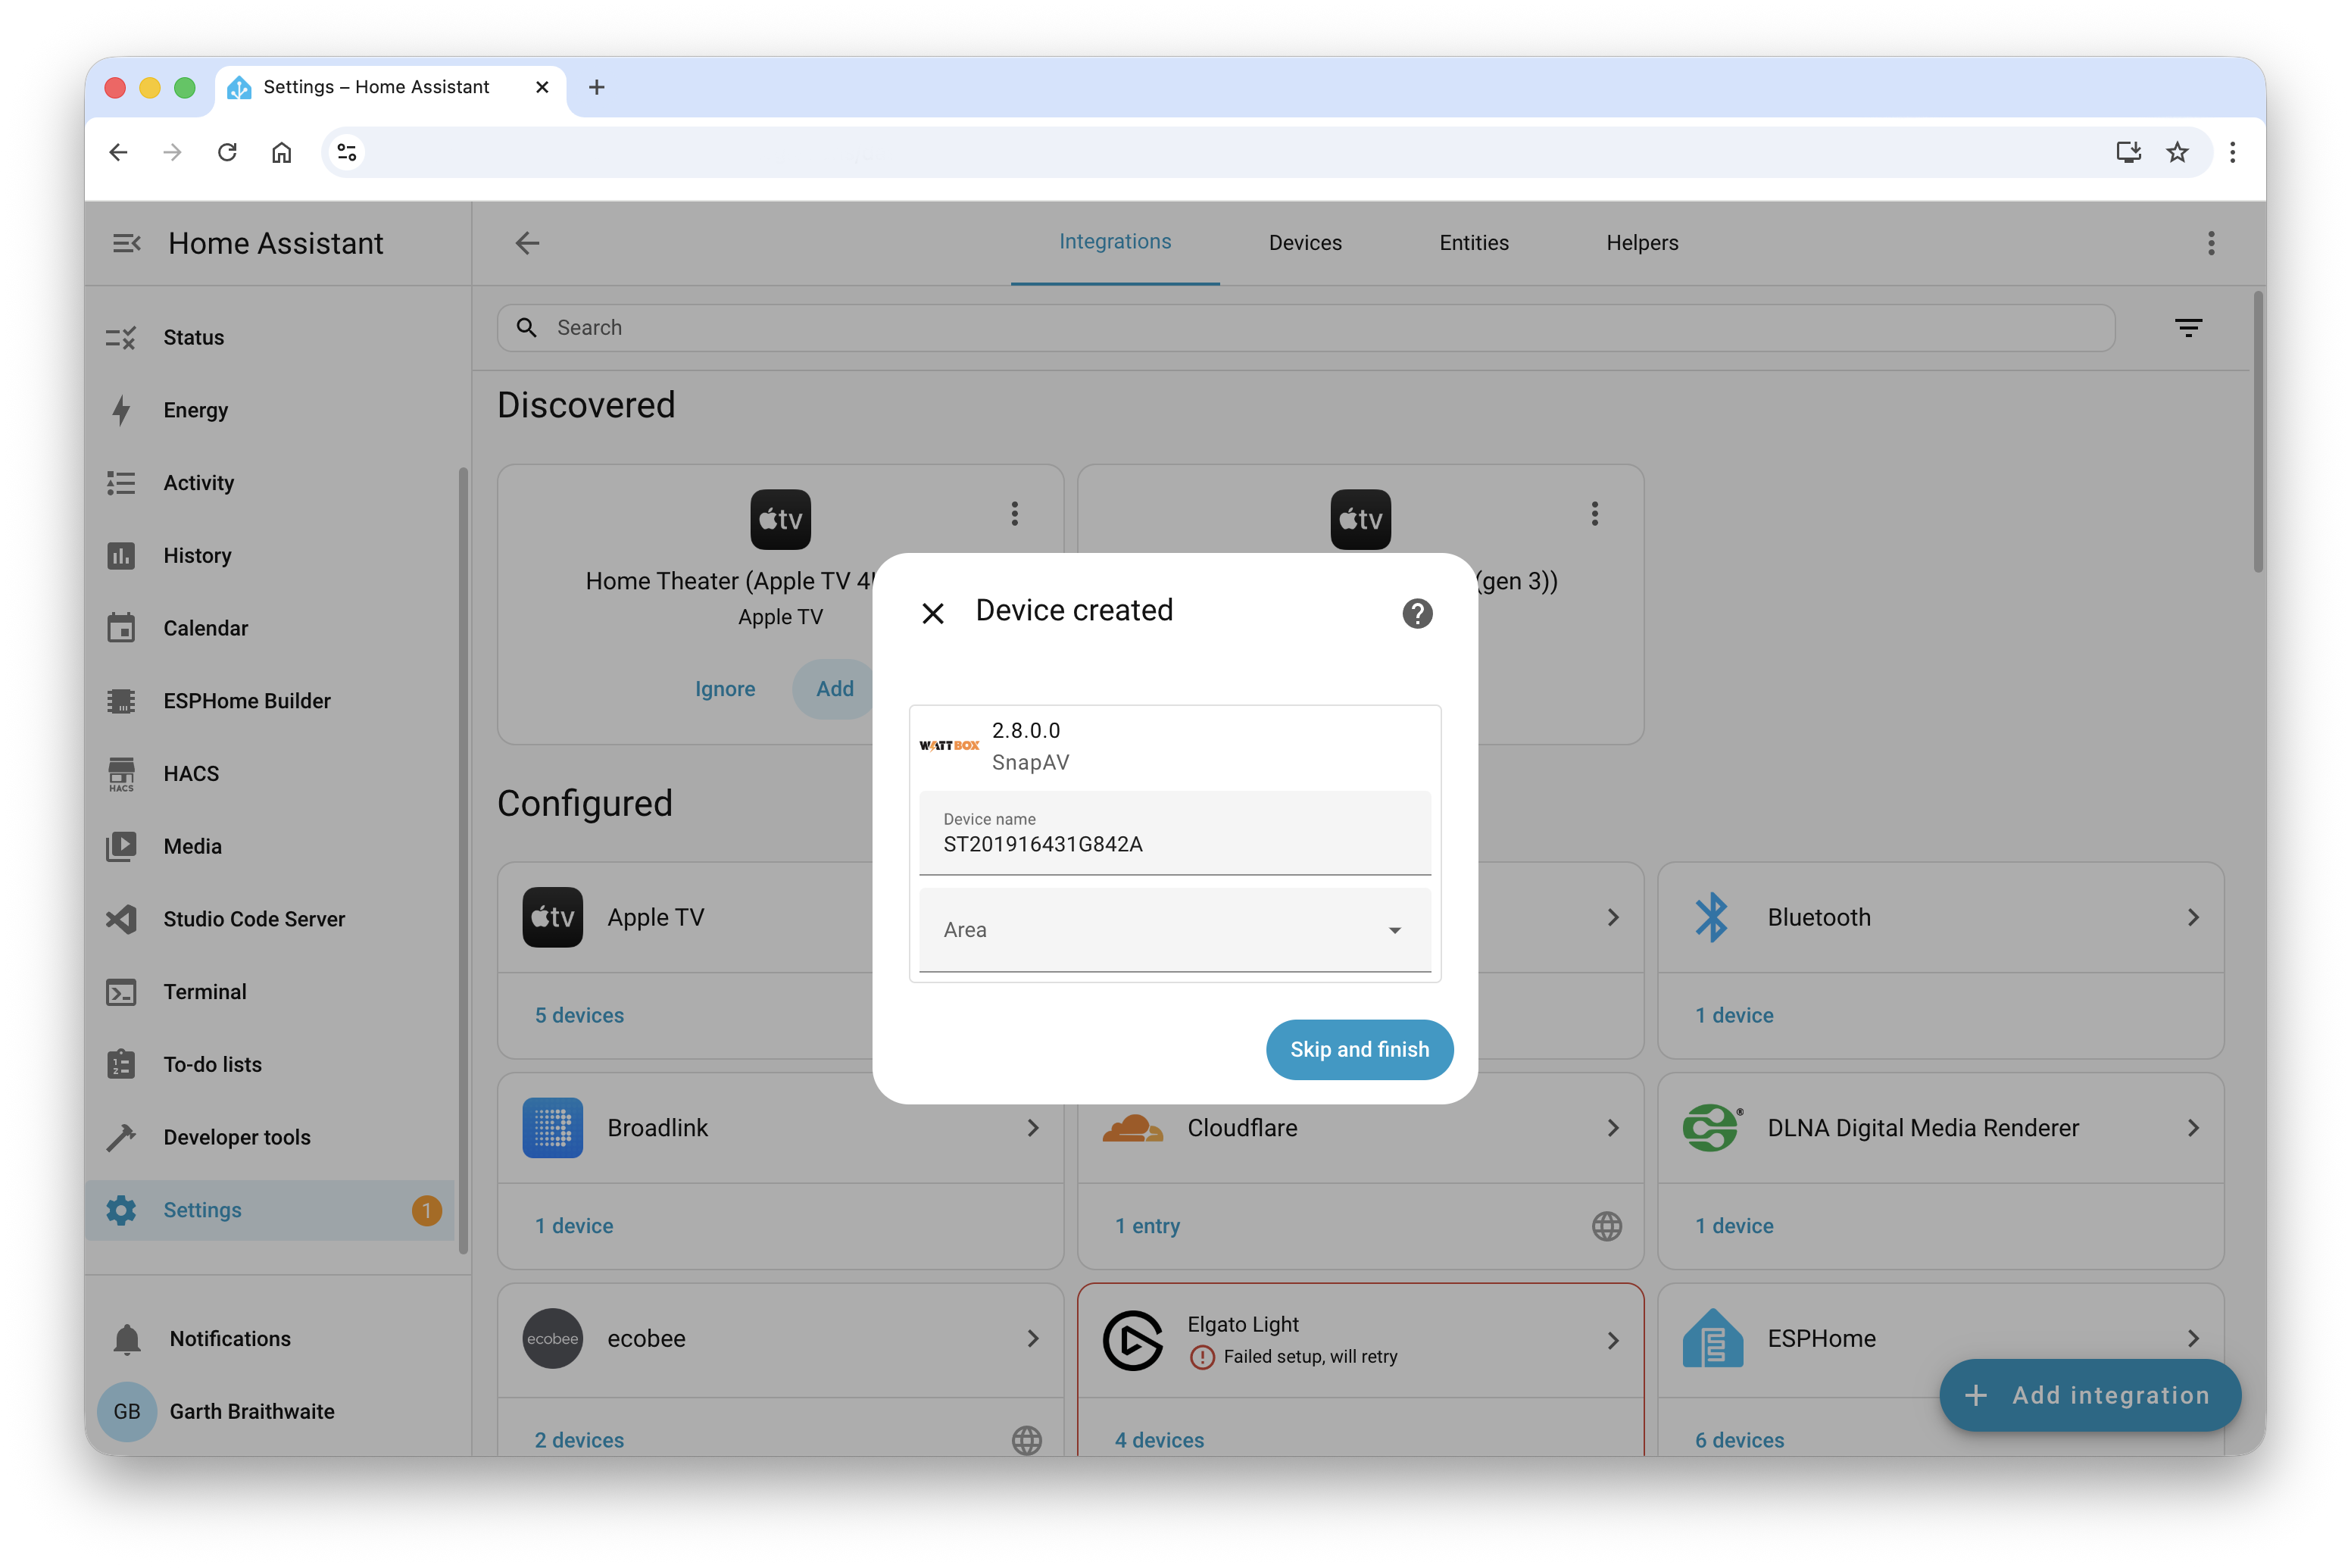 Settings – Home Assistant
Home Assistant
Integrations
Devices
Entities
Helpers
Search
Status
Energy
Activity
History
Calendar
ESPHome Builder
HACS
HACS
Media
Studio Code Server
Terminal
To-do lists
Developer tools
Settings
1
Notifications
GB
Garth Braithwaite
Discovered
tv
Home Theater (Apple TV 4
Apple TV
Ignore
Add
tv
(gen 3))
Device created
WATTBOX
2.8.0.0
SnapAV
Device name
ST201916431G842A
Area
Skip and finish
Configured
tv
Apple TV
5 devices
Bluetooth
1 device
Broadlink
1 device
Cloudflare
1 entry
DLNA Digital Media Renderer
1 device
ecobee
ecobee
2 devices
Elgato Light
Failed setup, will retry
4 devices
ESPHome
6 devices
Add integration